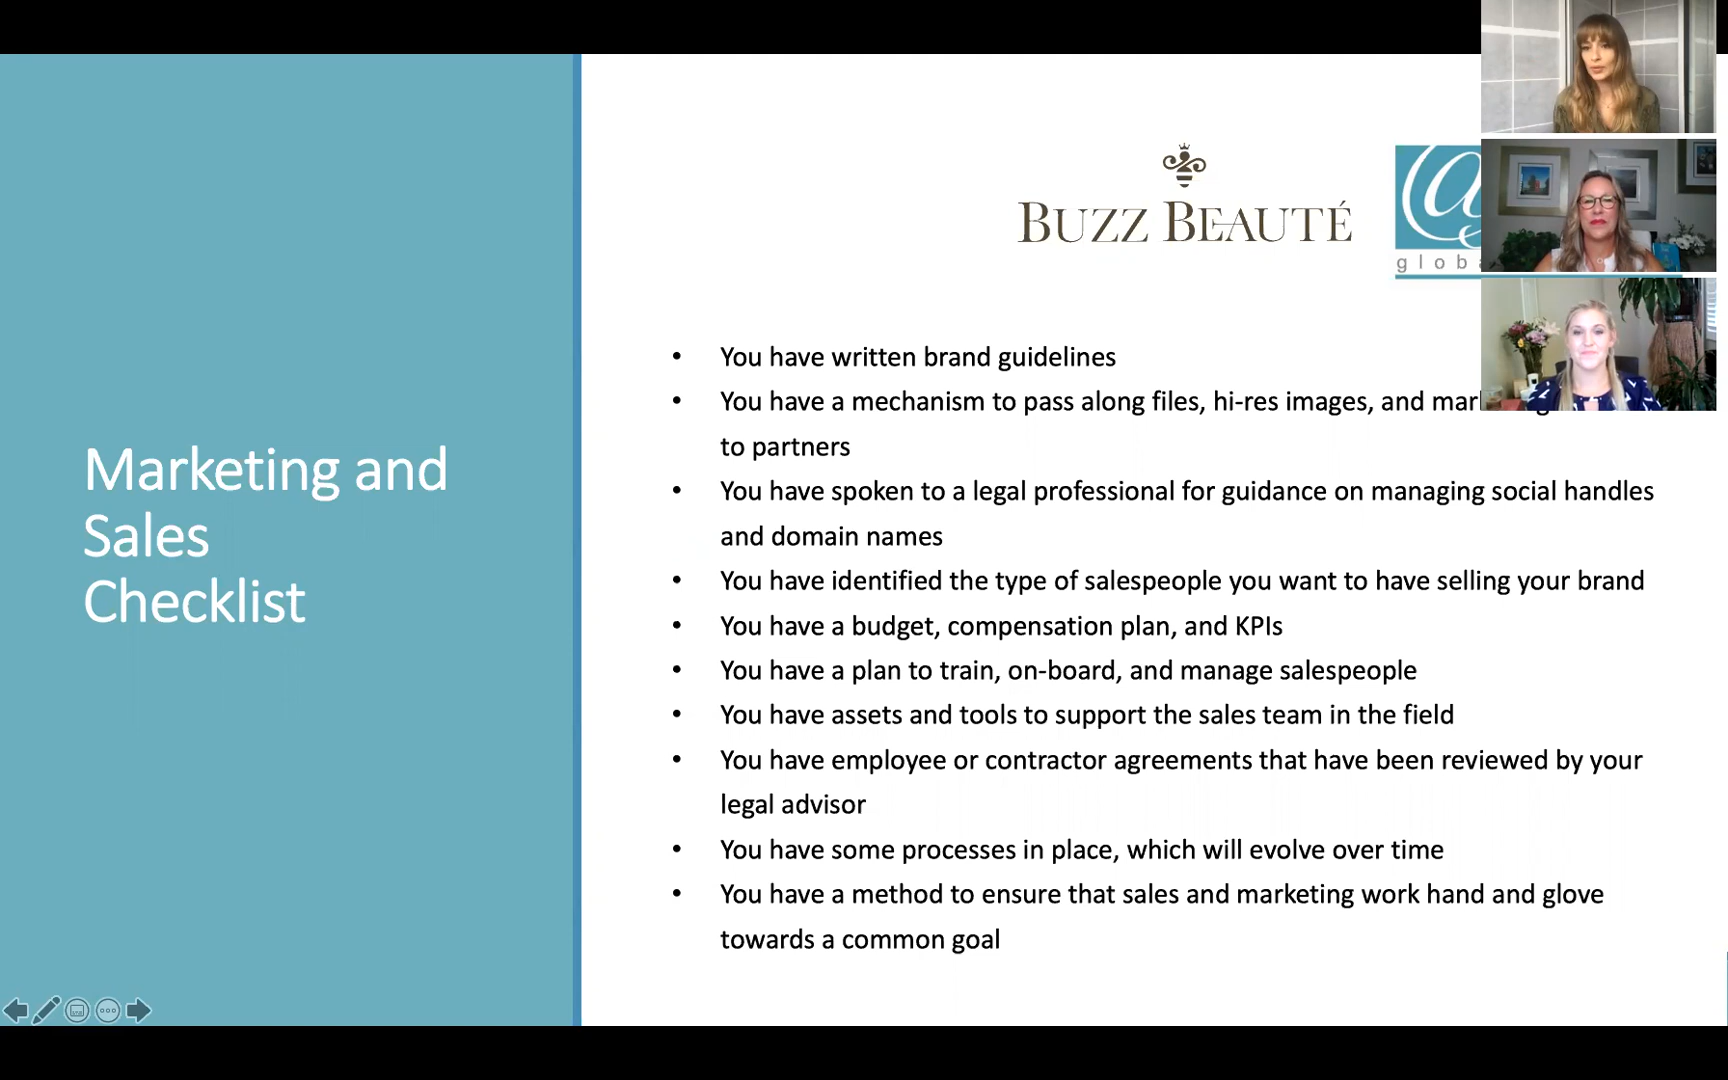 BUZZ BEAUTÉ
Marketing and
Sales
Checklist
• You have written brand guidelines
• You have a mechanism to pass along files, hi-res images, and
to partners
• You have spoken to a legal professional for guidance on managing social handles
and domain names
• You have identified the type of salespeople you want to have selling your brand
• You have a budget, compensation plan, and KPIs
• You have a plan to train, on-board, and manage salespeople
• You have assets and tools to support the sales team in the field
• You have employee or contractor agreements that have been reviewed by your
legal advisor
• You have some processes in place, which will evolve over time
• You have a method to ensure that sales and marketing work hand and glove
towards a common goal